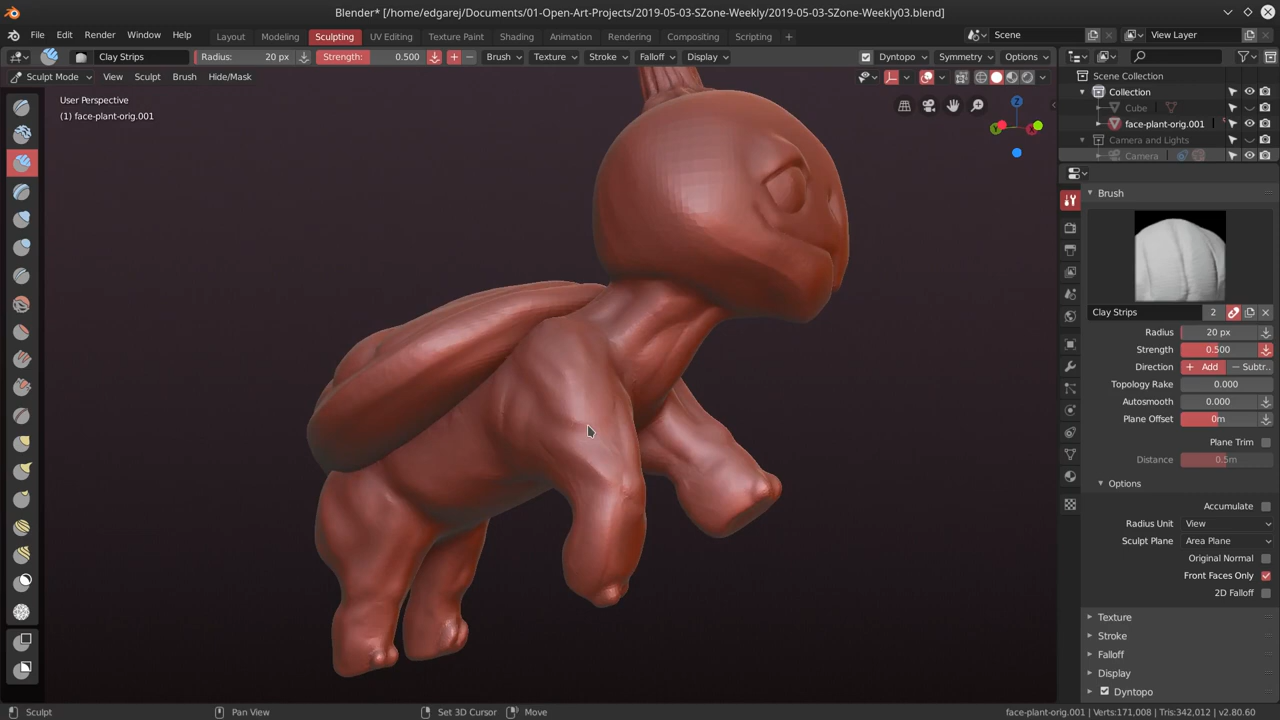 Blender* [/home/edgarej/Documents/01-Open-Art-Projects/2019-05-03-SZone-Weekly/2019-05-03-SZone-Weekly03.blend]
File Edit Render Window Help Layout Modeling Sculpting UV Editing Texture Paint Shading Animation Rendering Compositing Scripting + Scene View Layer
Clay Strips Radius: 20 px Strength: 0.500 Brush Texture Stroke Falloff Display Dyntopo Symmetry Options
Sculpt Mode View Sculpt Brush Hide/Mask
Scene Collection
Collection
Cube
face-plant-orig.001
Camera and Lights
Camera
User Perspective
(1) face-plant-orig.001
Z
Y
Brush
Clay Strips 2
Radius 20 px
Strength 0.500
Direction Add Subtr..
Topology Rake 0.000
Autosmooth 0.000
Plane Offset 0m
Plane Trim
Distance 0.5m
Options
Accumulate
Radius Unit View
Sculpt Plane Area Plane
Original Normal
Front Faces Only
2D Falloff
Texture
Stroke
Falloff
Display
Dyntopo
Sculpt Pan View Set 3D Cursor Move face-plant-orig.001 | Verts:171,008 | Tris:342,012 | v2.80.60